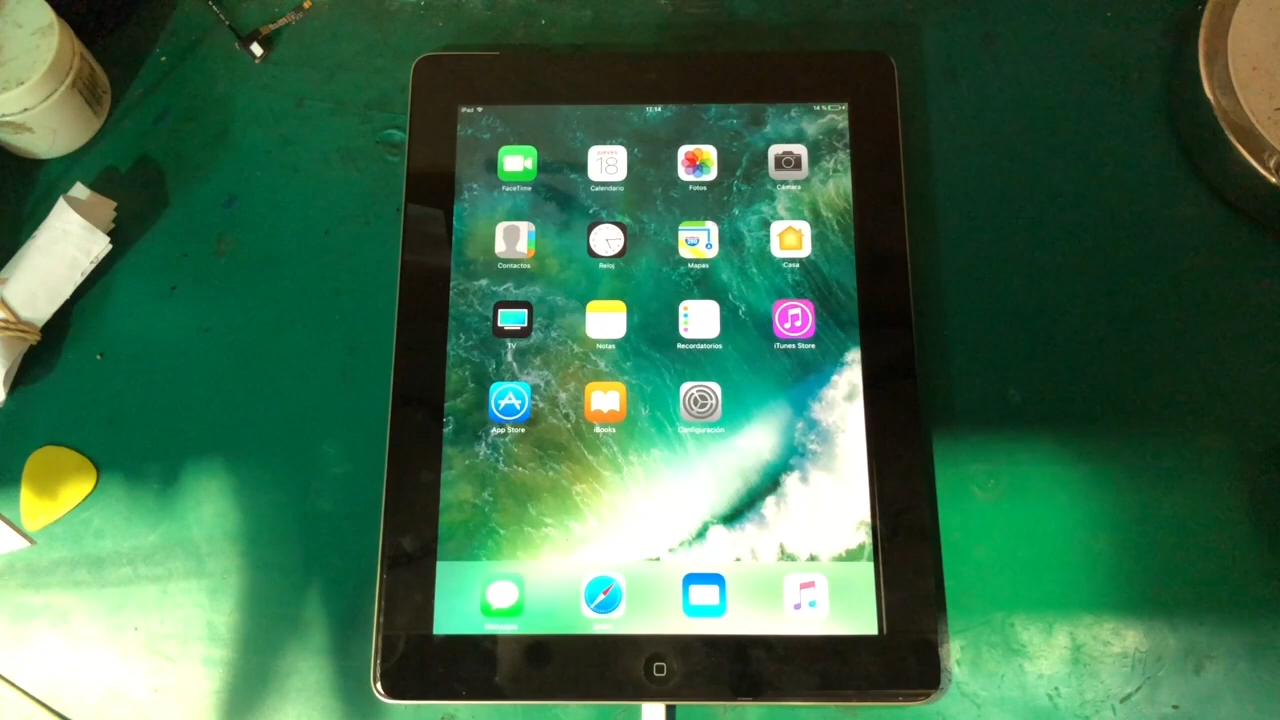 iPad 17:14 14 %
FaceTime
JUEVES
18
Calendario
Fotos
Cámara
Contactos
Reloj
280
Mapas
Casa
TV
Notas
Recordatorios
iTunes Store
App Store
iBooks
Configuración